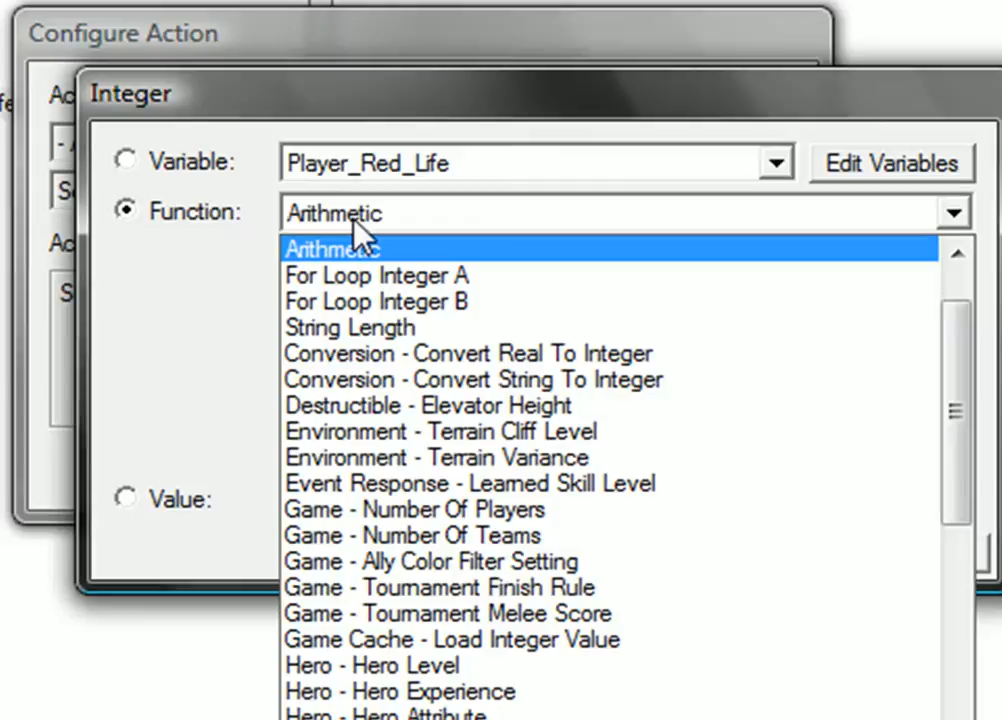 Configure Action
Integer
Variable:
Player_Red_Life
Edit Variables
Function:
Arithmetic
Arithmetic
For Loop Integer A
For Loop Integer B
String Length
Conversion - Convert Real To Integer
Conversion - Convert String To Integer
Destructible - Elevator Height
Environment - Terrain Cliff Level
Environment - Terrain Variance
Event Response - Learned Skill Level
Value:
Game - Number Of Players
Game - Number Of Teams
Game - Ally Color Filter Setting
Game - Tournament Finish Rule
Game - Tournament Melee Score
Game Cache - Load Integer Value
Hero - Hero Level
Hero - Hero Experience
Hero - Hero Attribute